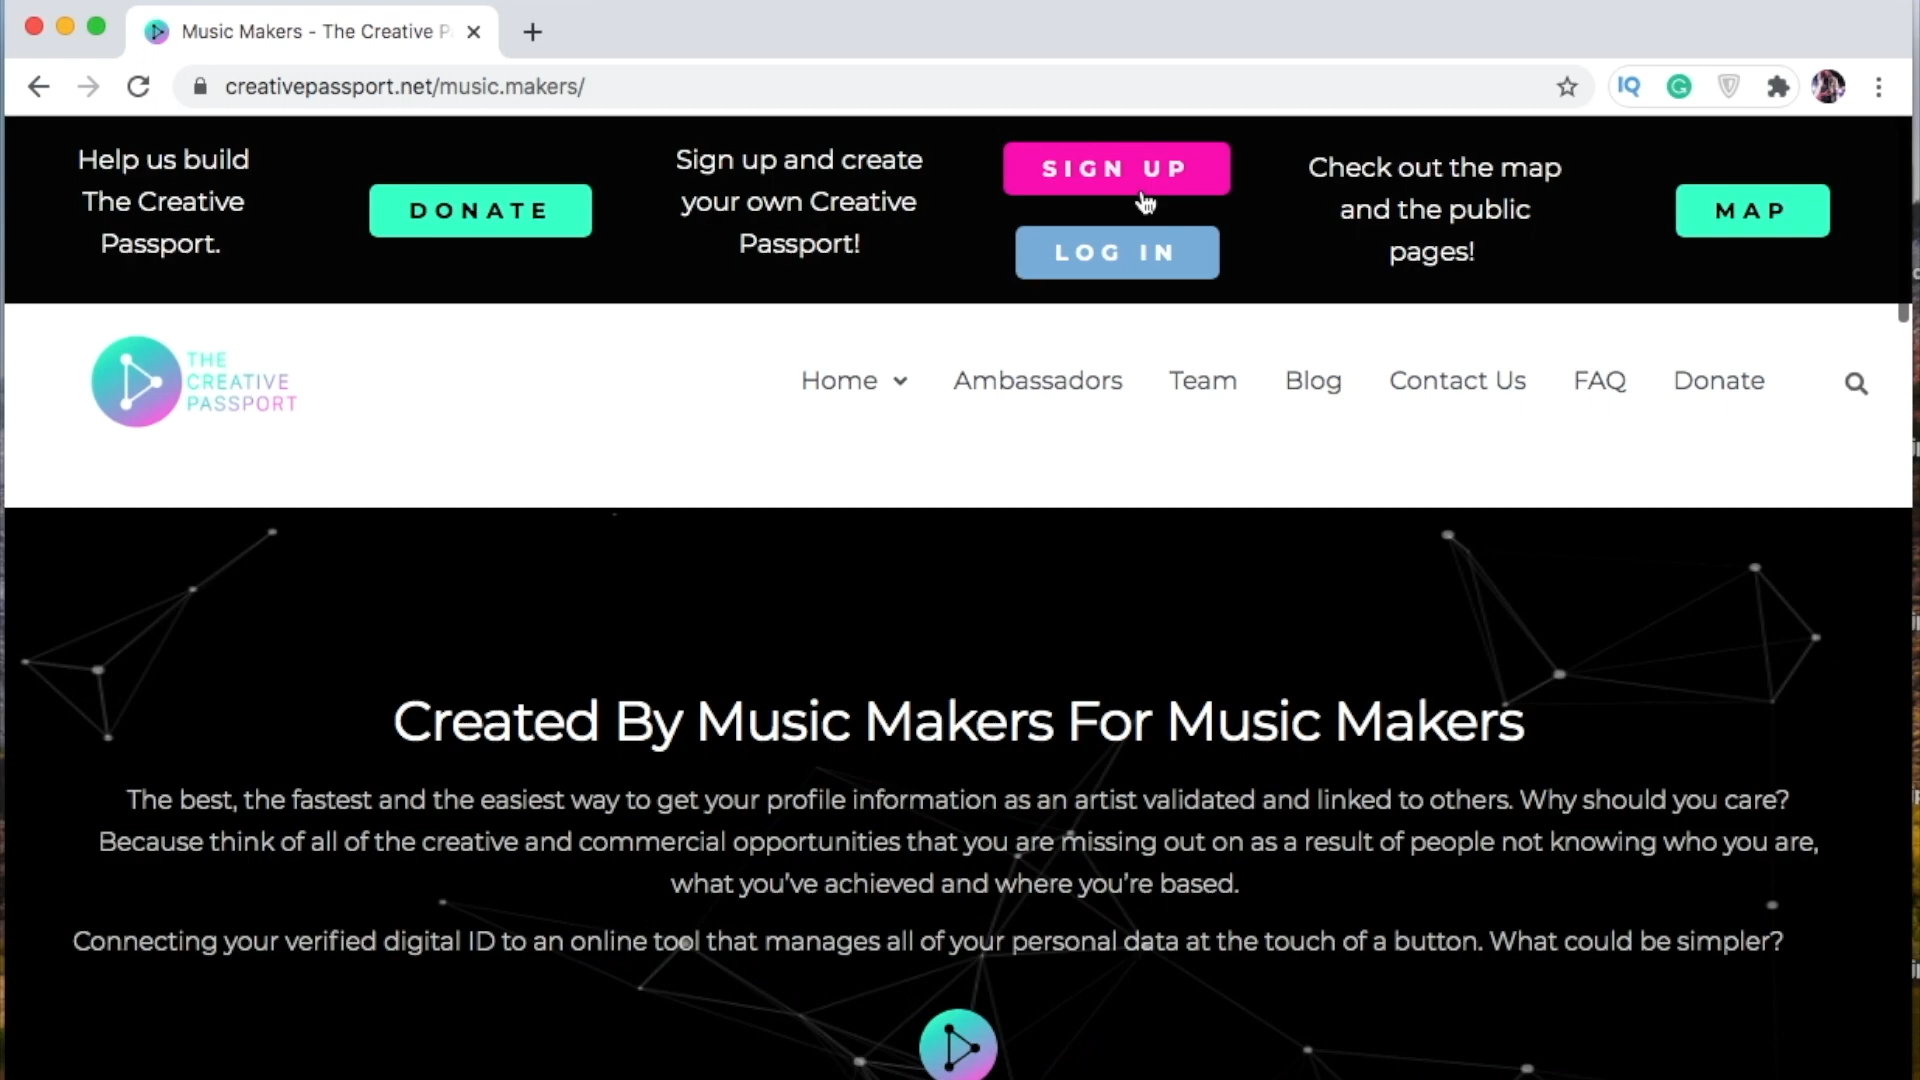 Music Makers - The Creative P
creativepassport.net/music.makers/
IQ
G
Help us build
The Creative
Passport.
DONATE
Sign up and create
your own Creative
Passport!
SIGN UP
LOG IN
Check out the map
and the public
pages!
MAP
THE
CREATIVE
PASSPORT
Home
Ambassadors
Team
Blog
Contact Us
FAQ
Donate
Created By Music Makers For Music Makers
The best, the fastest and the easiest way to get your profile information as an artist validated and linked to others. Why should you care?
Because think of all of the creative and commercial opportunities that you are missing out on as a result of people not knowing who you are,
what you’ve achieved and where you’re based.
Connecting your verified digital ID to an online tool that manages all of your personal data at the touch of a button. What could be simpler?